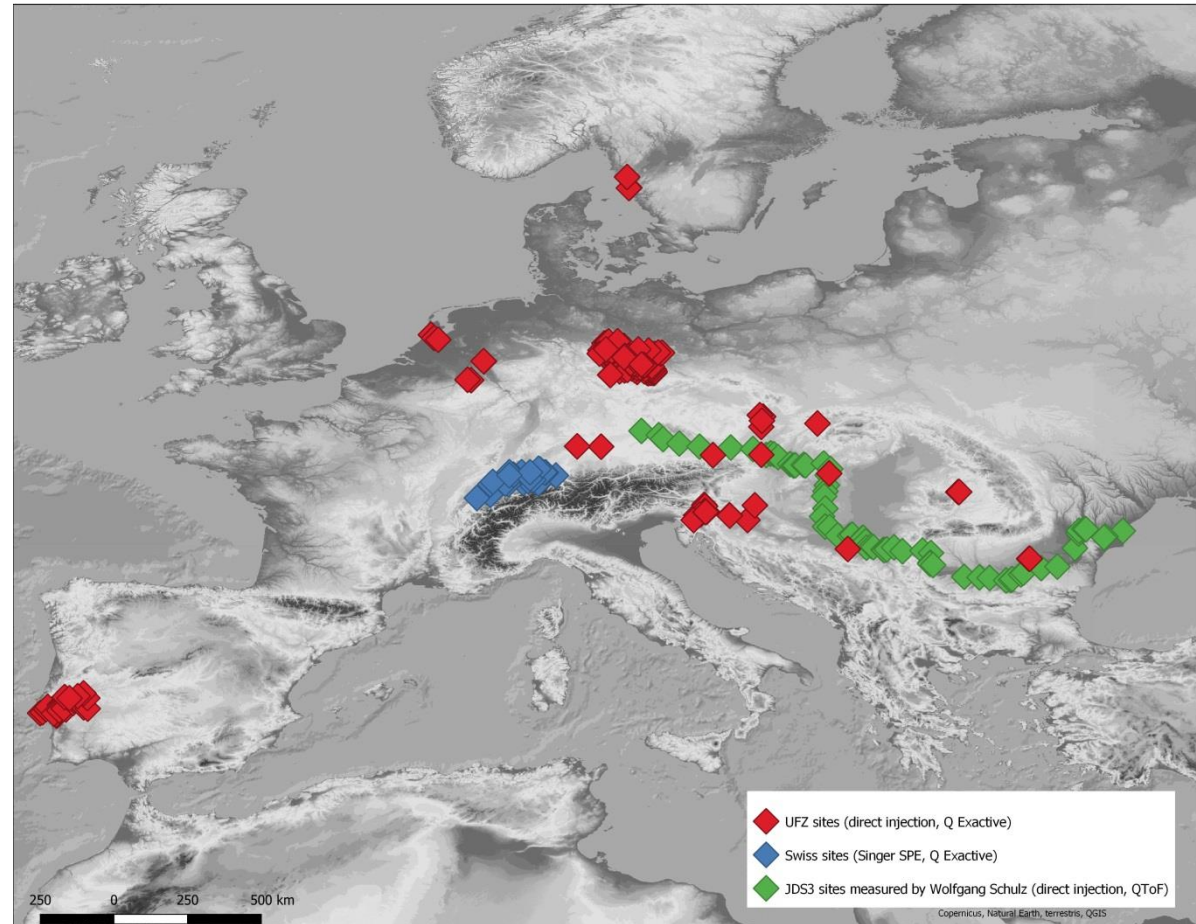 UFZ sites (direct injection, Q Exactive)
Swiss sites (Singer SPE, Q Exactive)
JDS3 sites measured by Wolfgang Schulz (direct injection, QToF)
250 0 250 500 km
Copernicus, Natural Earth, terrestris, QGIS